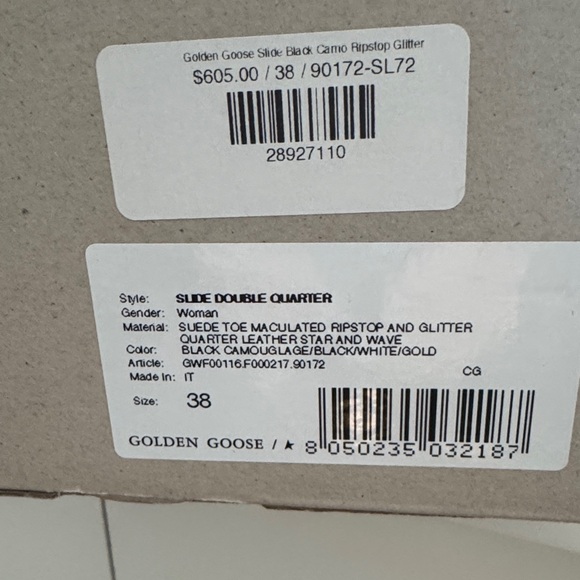 Golden Goose Slide Black Camo Ripstop Glitter
$605.00 / 38 / 90172-SL72
28927110
Style: SLIDE DOUBLE QUARTER
Gender: Woman
Material: SUEDE TOE MACULATED RIPSTOP AND GLITTER
QUARTER LEATHER STAR AND WAVE
Color: BLACK CAMOUGLAGE/BLACK/WHITE/GOLD
Article: GWF00116.F000217.90172
Made In: IT
CG
Size: 38
GOLDEN GOOSE / ★ 8 050235 032187